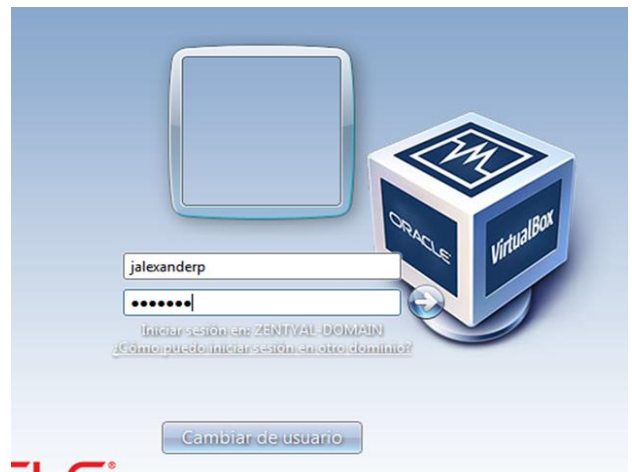 ORACLE
VirtualBox
jalexanderp
•••••••
Iniciar sesión en: ZENTYAL-DOMAIN
¿Cómo puedo iniciar sesión en otro dominio?
Cambiar de usuario